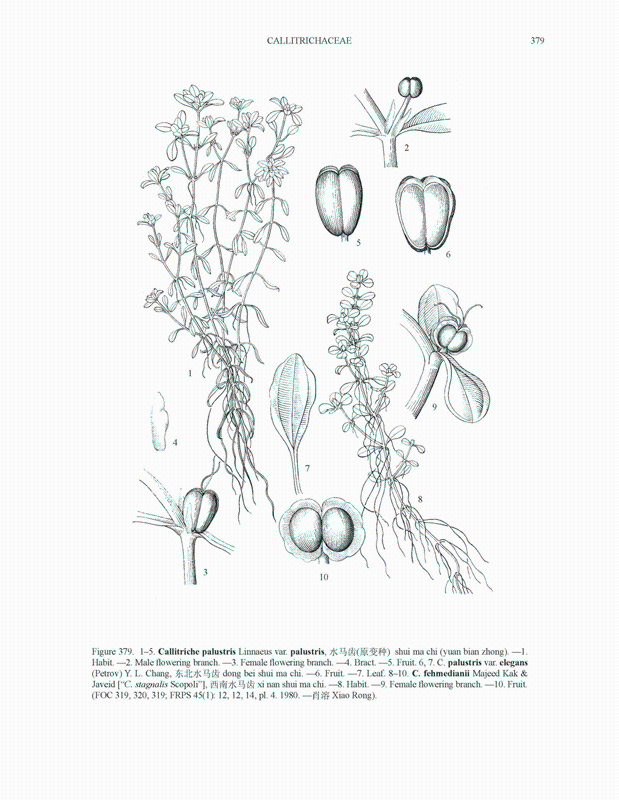 CALLITRICHACEAE 379
2
5
6
1
9
4
7
8
3
10
Figure 379. 1–5. Callitriche palustris Linnaeus var. palustris, 水马齿(原变种) shui ma chi (yuan bian zhong). —1.
Habit. —2. Male flowering branch. —3. Female flowering branch. —4. Bract. —5. Fruit. 6, 7. C. palustris var. elegans
(Petrov) Y. L. Chang, 东北水马齿 dong bei shui ma chi. —6. Fruit. —7. Leaf. 8–10. C. fehmedianii Majeed Kak &
Javeid [“C. stagnalis Scopoli”], 西南水马齿 xi nan shui ma chi. —8. Habit. —9. Female flowering branch. —10. Fruit.
(FOC 319, 320, 319; FRPS 45(1): 12, 12, 14, pl. 4. 1980. —肖溶 Xiao Rong).